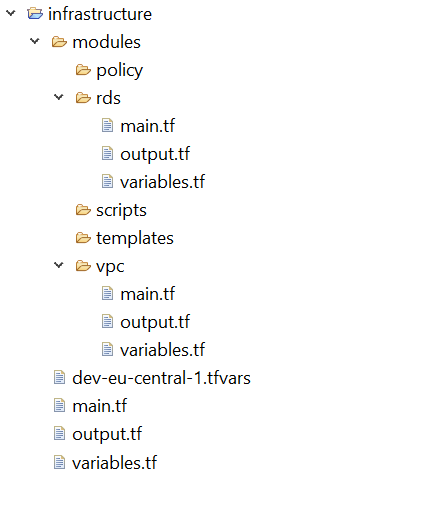 infrastructure
modules
policy
rds
main.tf
output.tf
variables.tf
scripts
templates
vpc
main.tf
output.tf
variables.tf
dev-eu-central-1.tfvars
main.tf
output.tf
variables.tf